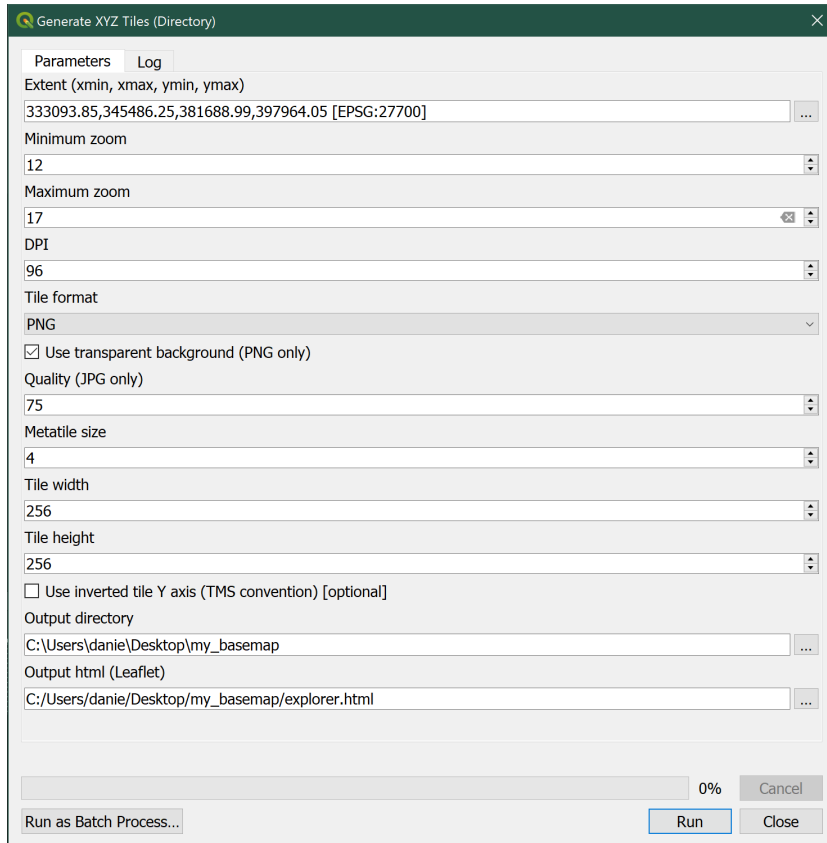 Generate XYZ Tiles (Directory)
Parameters Log
Extent (xmin, xmax, ymin, ymax)
333093.85,345486.25,381688.99,397964.05 [EPSG:27700]
...
Minimum zoom
12
Maximum zoom
17
DPI
96
Tile format
PNG
Use transparent background (PNG only)
Quality (JPG only)
75
Metatile size
4
Tile width
256
Tile height
256
Use inverted tile Y axis (TMS convention) [optional]
Output directory
C:\Users\danie\Desktop\my_basemap
...
Output html (Leaflet)
C:/Users/danie/Desktop/my_basemap/explorer.html
...
0% Cancel
Run as Batch Process... Run Close